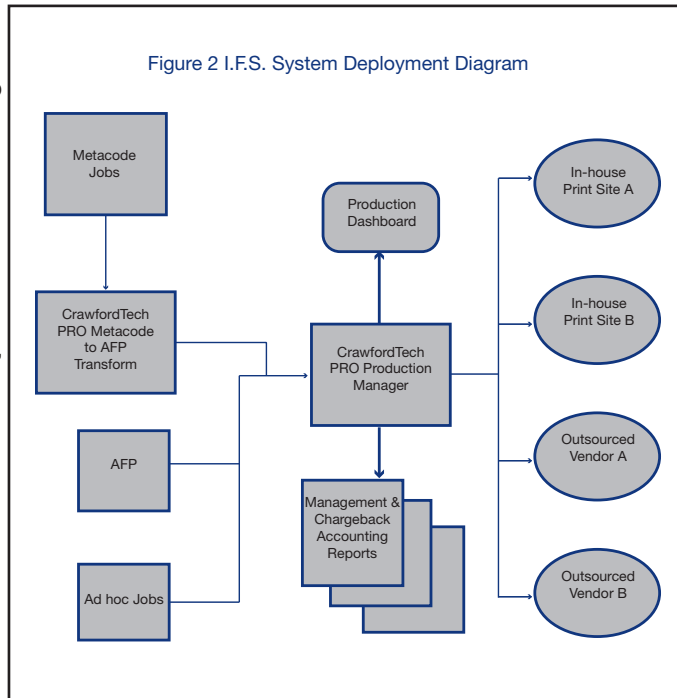 Figure 2 I.F.S. System Deployment Diagram
Metacode
Jobs
CrawfordTech
PRO Metacode
to AFP
Transform
AFP
Ad hoc Jobs
Production
Dashboard
CrawfordTech
PRO Production
Manager
Management &
Chargeback
Accounting
Reports
In-house
Print Site A
In-house
Print Site B
Outsourced
Vendor A
Outsourced
Vendor B